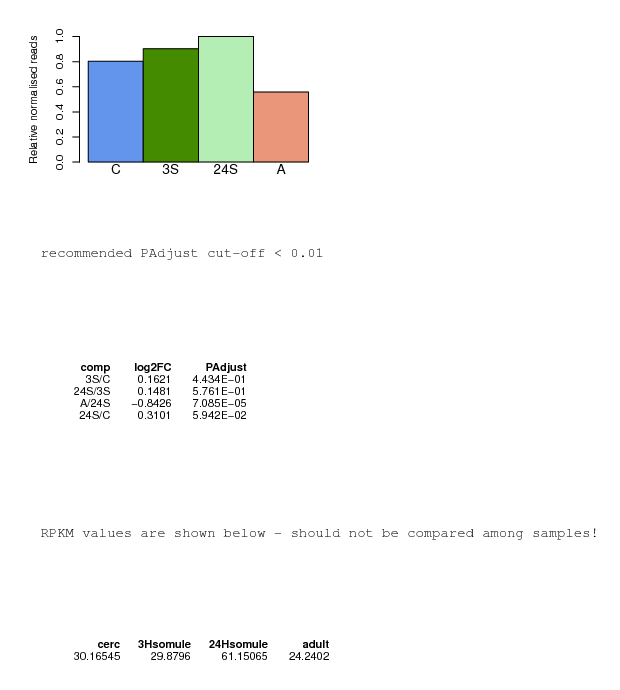 Relative normalised reads
1.0
0.8
0.6
0.4
0.2
0.0
C 3S 24S A
recommended PAdjust cut-off < 0.01
comp log2FC PAdjust
3S/C 0.1621 4.434E−01
24S/3S 0.1481 5.761E−01
A/24S −0.8426 7.085E−05
24S/C 0.3101 5.942E−02
RPKM values are shown below - should not be compared among samples!
cerc 3Hsomule 24Hsomule adult
30.16545 29.8796 61.15065 24.2402